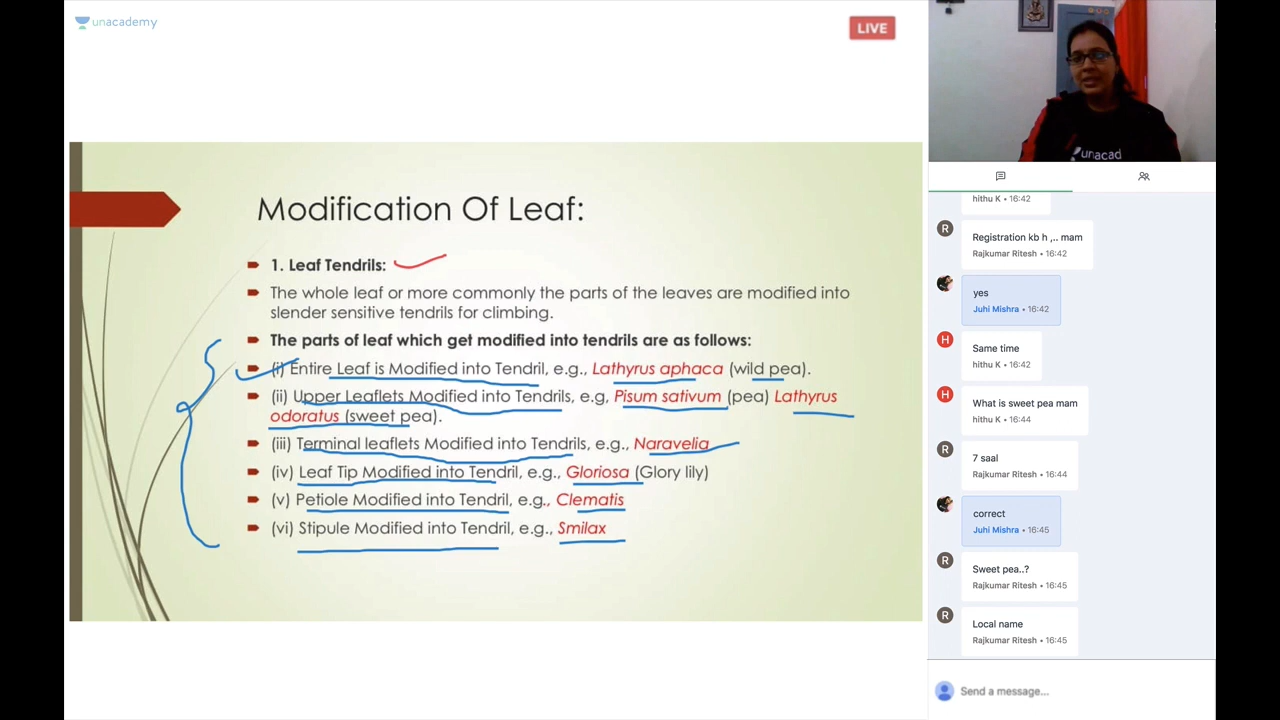 unacademy
LIVE
Modification Of Leaf:
1. Leaf Tendrils:
The whole leaf or more commonly the parts of the leaves are modified into
slender sensitive tendrils for climbing.
The parts of leaf which get modified into tendrils are as follows:
(i) Entire Leaf is Modified into Tendril, e.g., Lathyrus aphaca (wild pea).
(ii) Upper Leaflets Modified into Tendrils, e.g, Pisum sativum (pea) Lathyrus
odoratus (sweet pea).
(iii) Terminal leaflets Modified into Tendrils, e.g., Naravelia
(iv) Leaf Tip Modified into Tendril, e.g., Gloriosa (Glory lily)
(v) Petiole Modified into Tendril, e.g., Clematis
(vi) Stipule Modified into Tendril, e.g., Smilax
unacad
hithu K • 16:42
R
Registration kb h ,.. mam
Rajkumar Ritesh • 16:42
yes
Juhi Mishra • 16:42
H
Same time
hithu K • 16:42
H
What is sweet pea mam
hithu K • 16:44
R
7 saal
Rajkumar Ritesh • 16:44
correct
Juhi Mishra • 16:45
R
Sweet pea..?
Rajkumar Ritesh • 16:45
R
Local name
Rajkumar Ritesh • 16:45
Send a message...